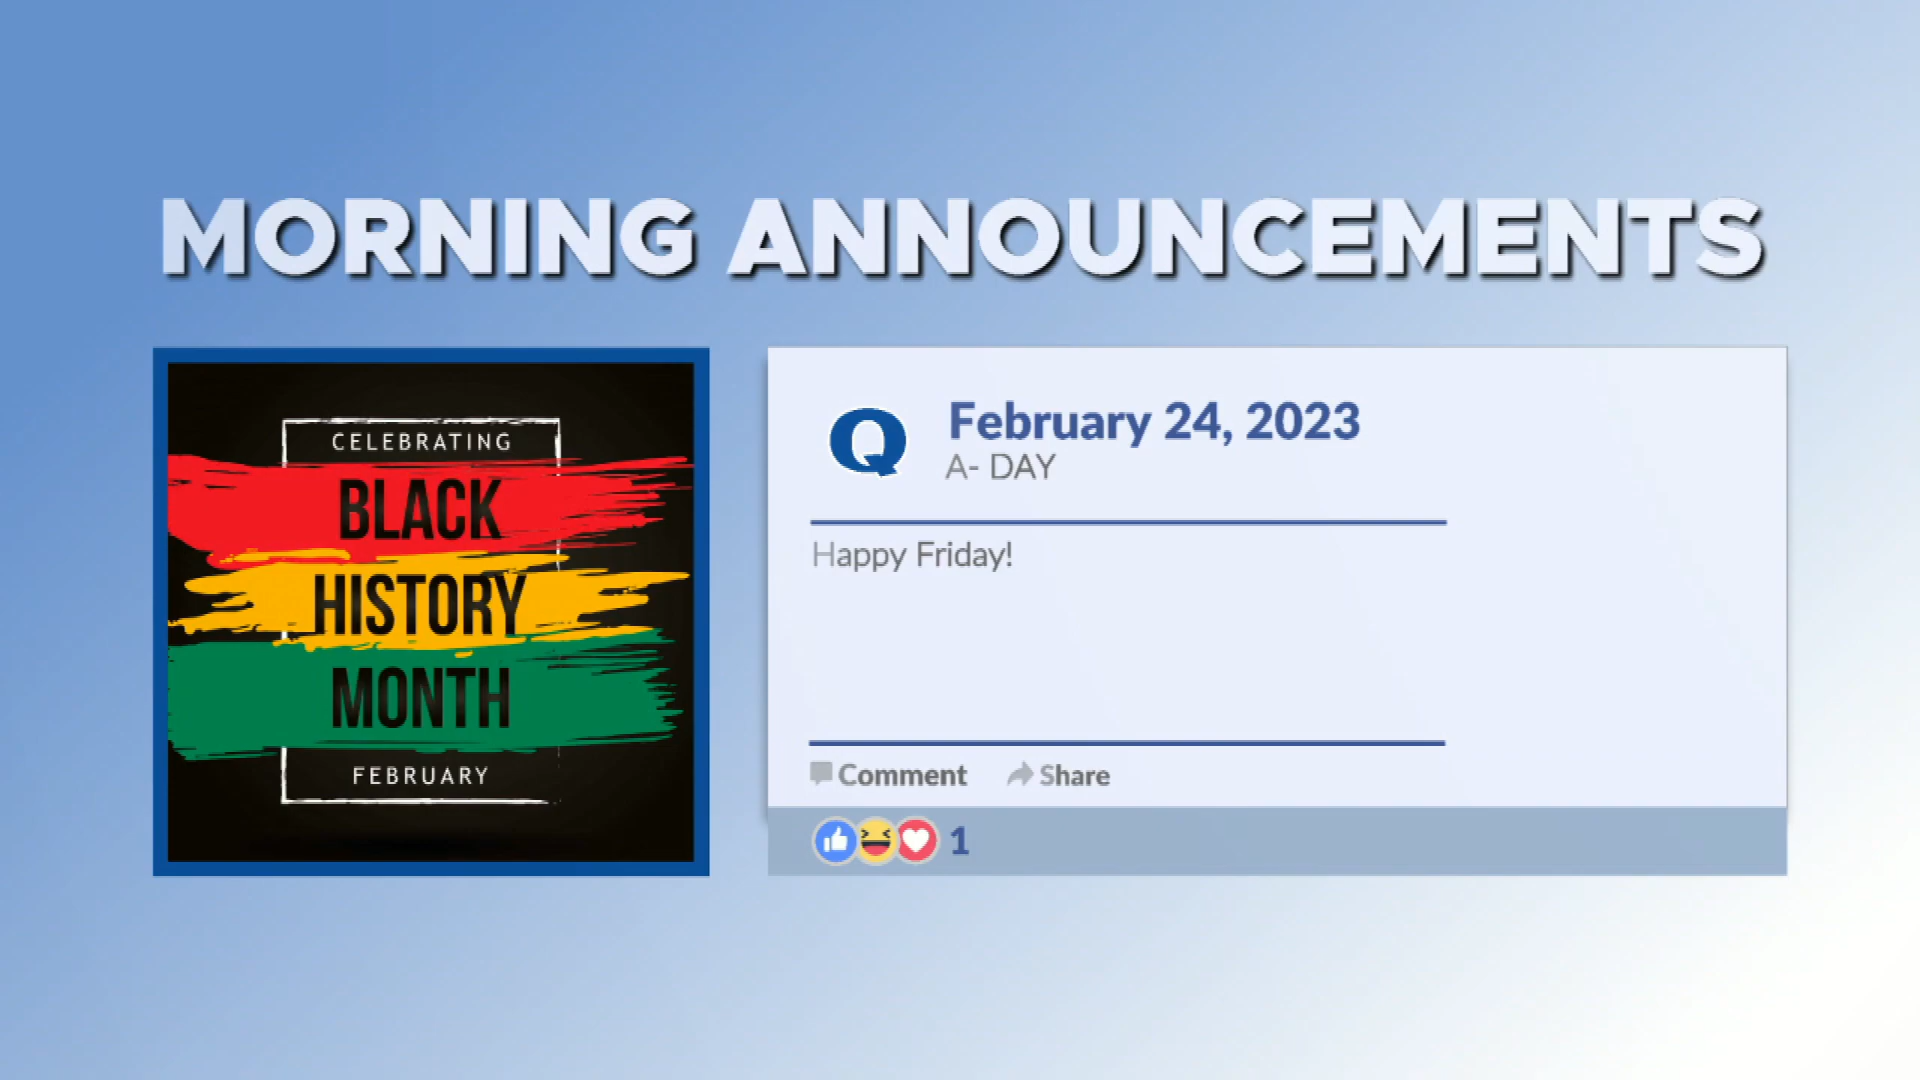 MORNING ANNOUNCEMENTS
CELEBRATING
BLACK
HISTORY
MONTH
FEBRUARY
Q
February 24, 2023
A- DAY
Happy Friday!
Comment Share
1